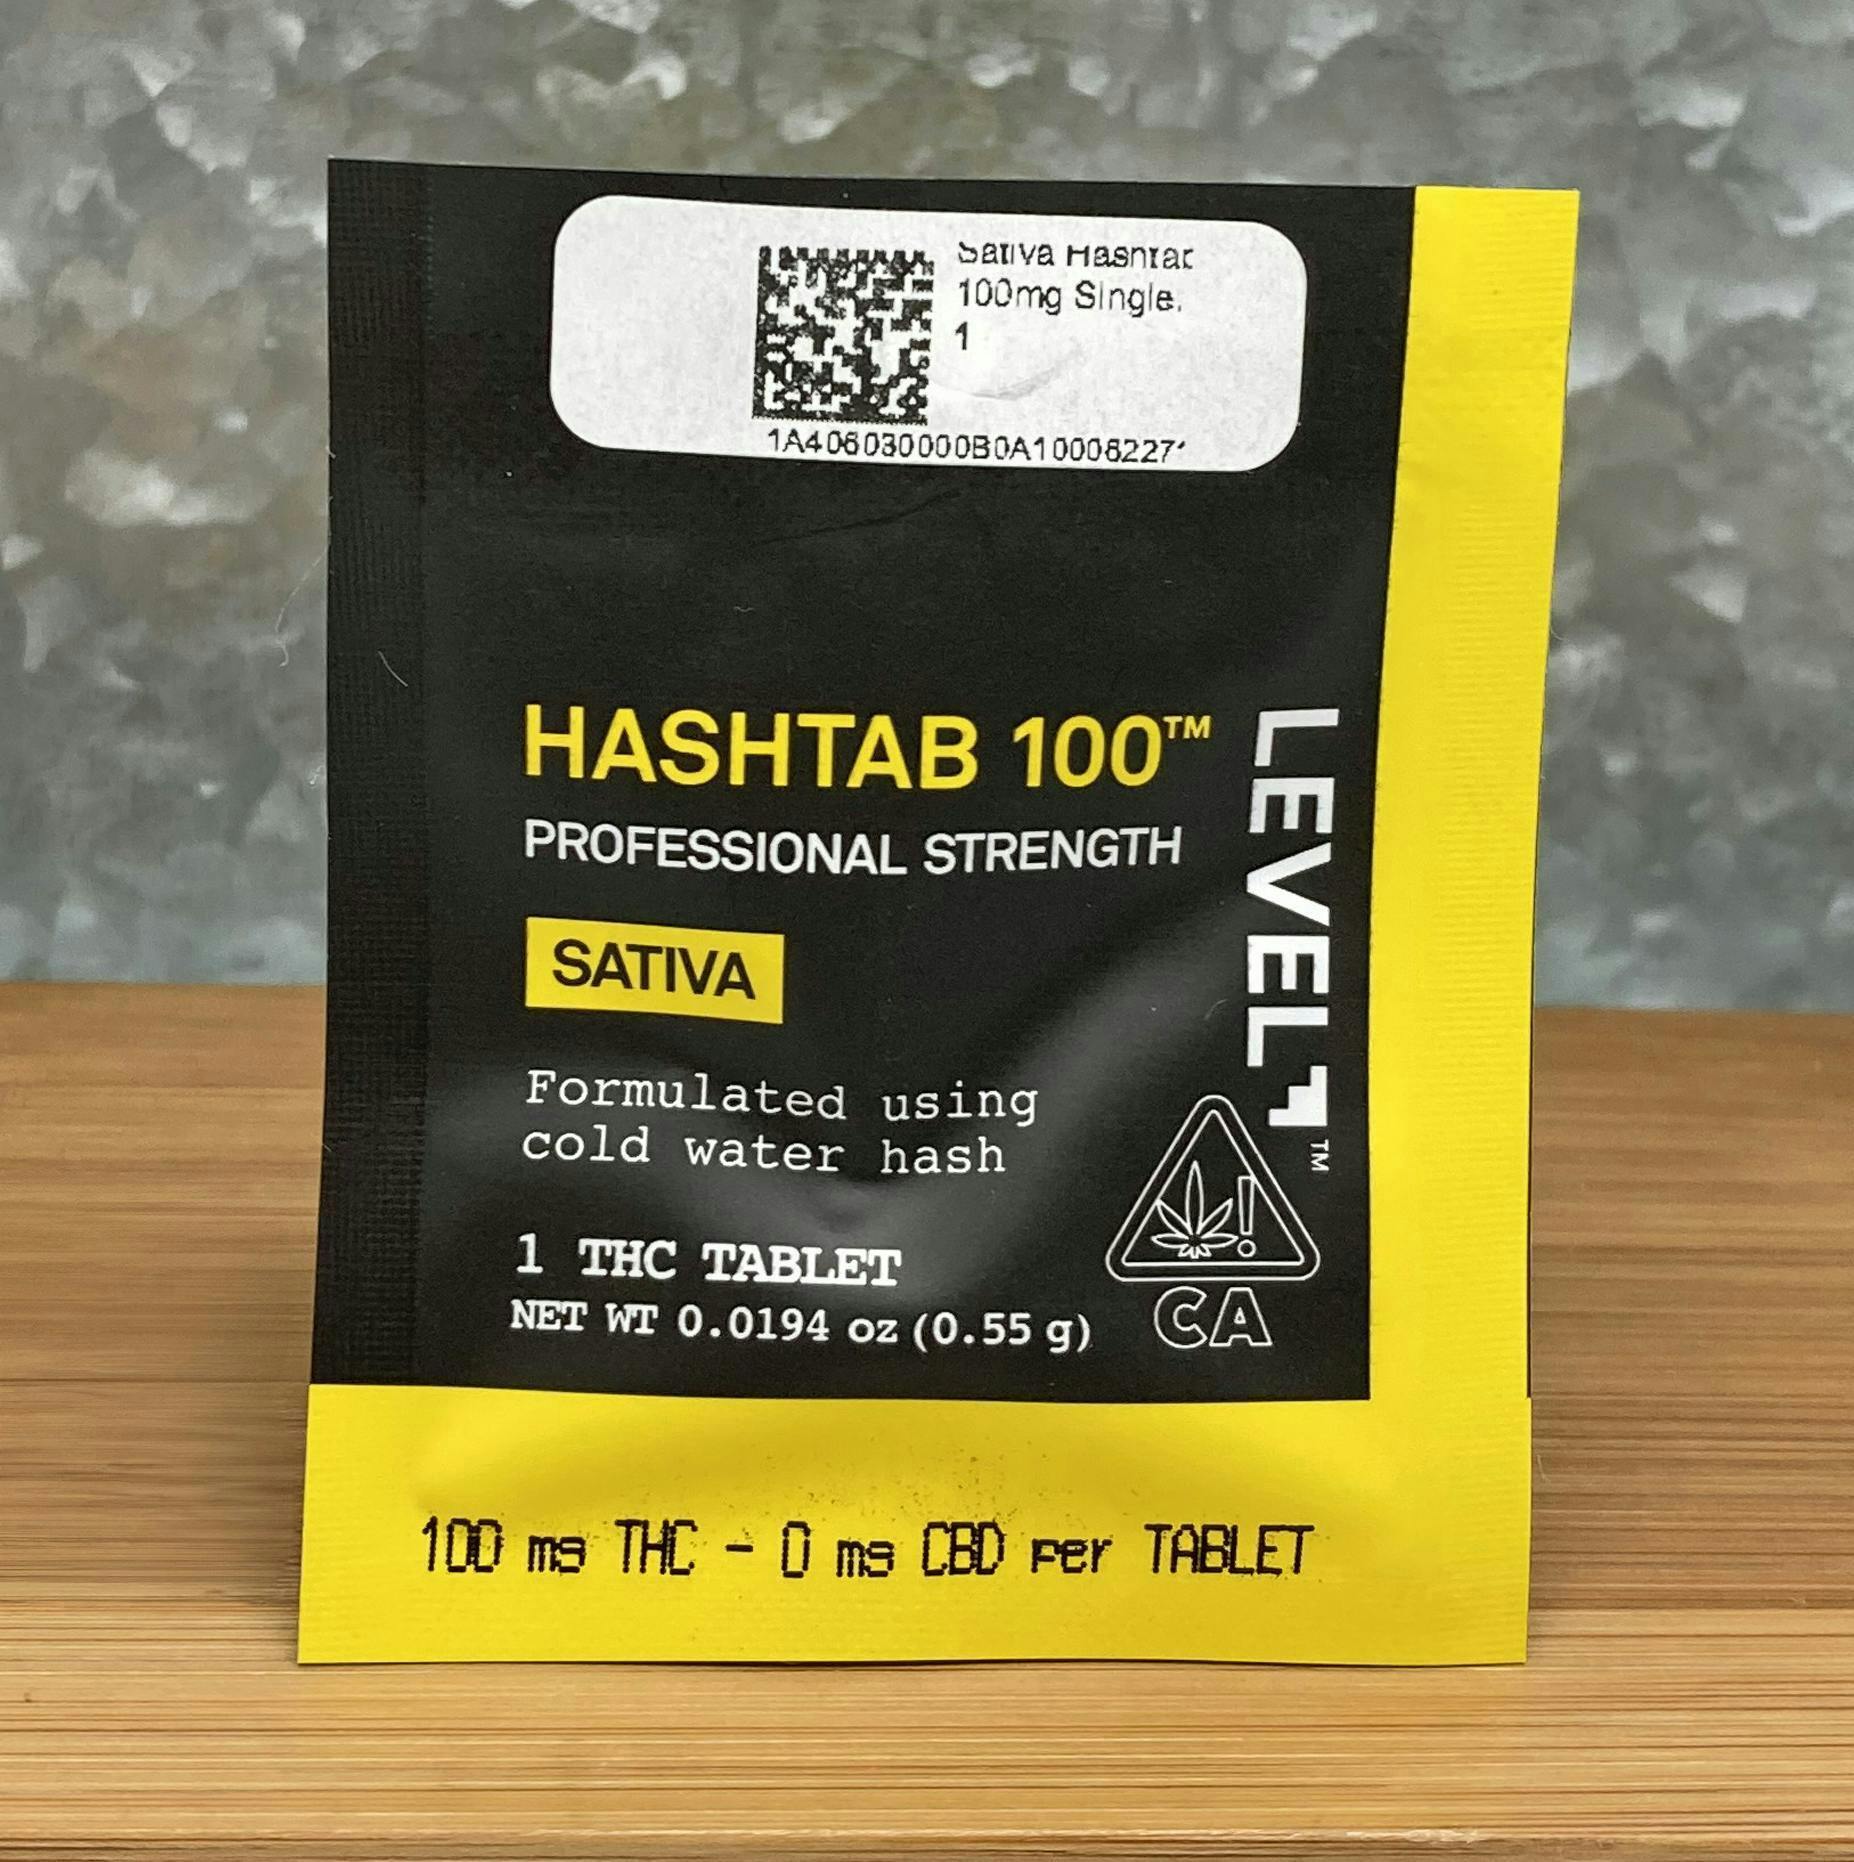 Sativa Hashtab
100mg Single,
1
1A406030000B0A10008227
HASHTAB 100™
PROFESSIONAL STRENGTH
SATIVA
Formulated using
cold water hash
1 THC TABLET
NET WT 0.0194 oz (0.55 g)
LEVEL™
CA
100 mg THC - 0 mg CBD per TABLET